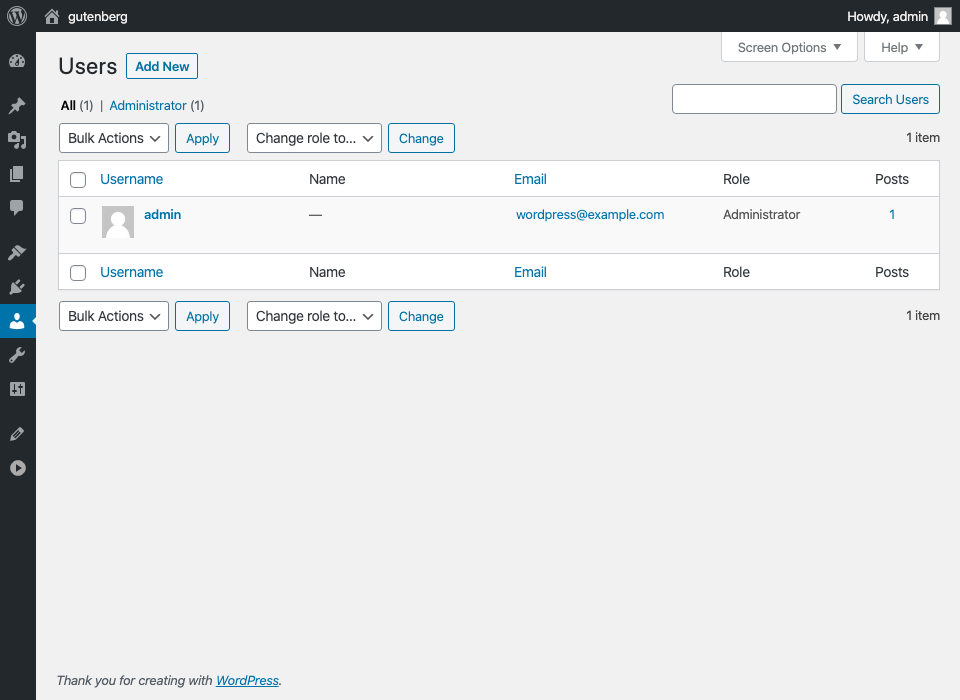 gutenberg
Howdy, admin
Screen Options
Help
Users
Add New
All (1) | Administrator (1)
Search Users
Bulk Actions
Apply
Change role to...
Change
1 item
Username Name Email Role Posts
admin — wordpress@example.com Administrator 1
Username Name Email Role Posts
Bulk Actions
Apply
Change role to...
Change
1 item
Thank you for creating with WordPress.